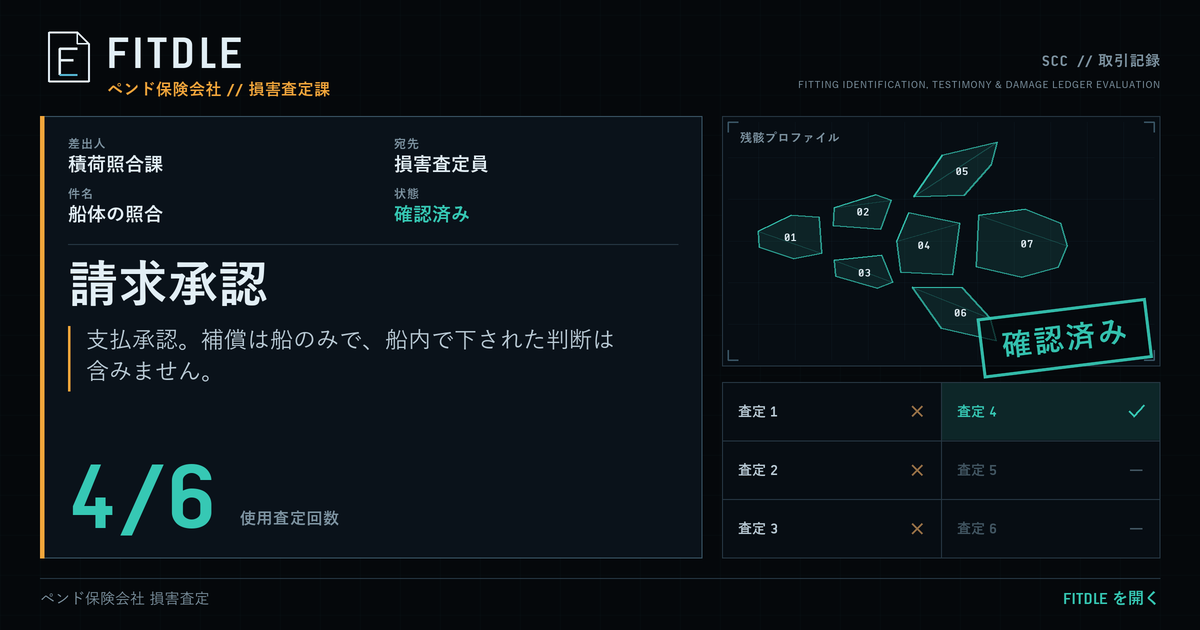 FITDLE
ペンド保険会社 // 損害査定課
SCC // 取引記録
FITTING IDENTIFICATION, TESTIMONY & DAMAGE LEDGER EVALUATION
差出人
積荷照合課
宛先
損害査定員
件名
船体の照合
状態
確認済み
請求承認
支払承認。補償は船のみで、船内で下された判断は
含みません。
4/6
使用査定回数
残骸プロファイル
01
02
03
04
05
06
07
確認済み
査定 1
査定 4
査定 2
査定 5
査定 3
査定 6
ペンド保険会社 損害査定
FITDLE を開く